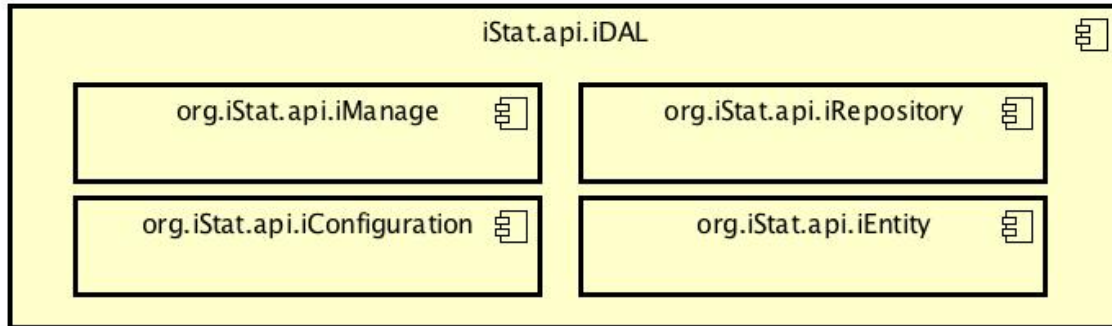 iStat.api.iDAL
org.iStat.api.iManage
org.iStat.api.iRepository
org.iStat.api.iConfiguration
org.iStat.api.iEntity